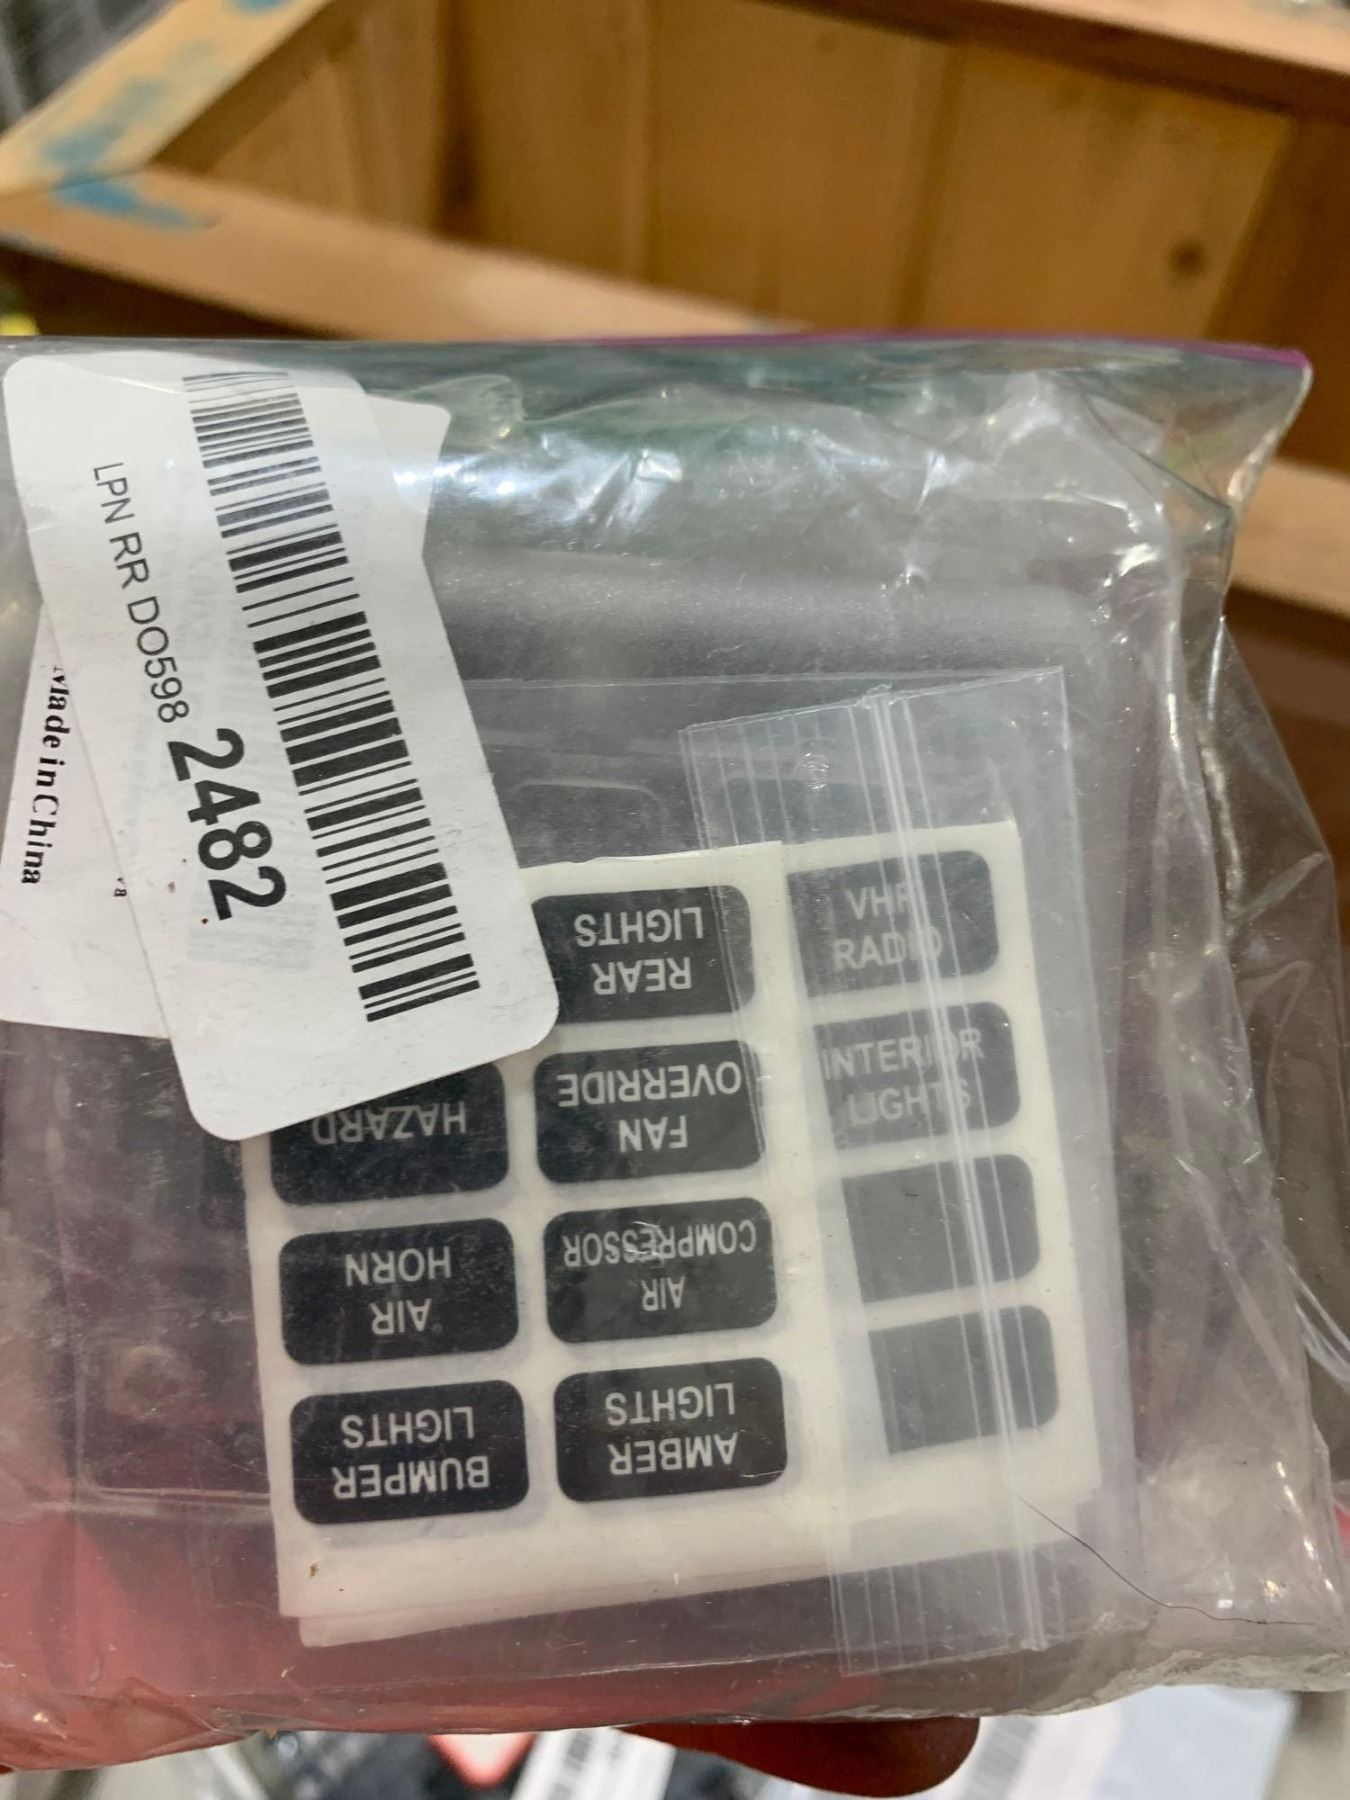 LPN RR DO598 2482
Made in China
REAR
LIGHTS
VHF
RADIO
HAZARD
FAN
OVERRIDE
INTERIOR
LIGHTS
AIR
HORN
AIR
COMPRESSOR
BUMPER
LIGHTS
AMBER
LIGHTS